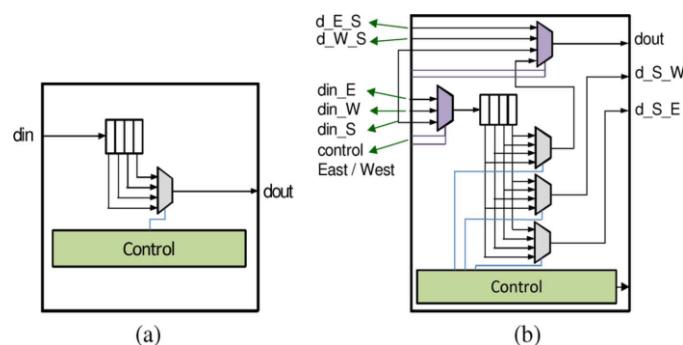 d_E_S
d_W_S
dout
d_S_W
d_S_E
din_E
din_W
din_S
control
East / West
din
dout
Control
Control
(a)
(b)